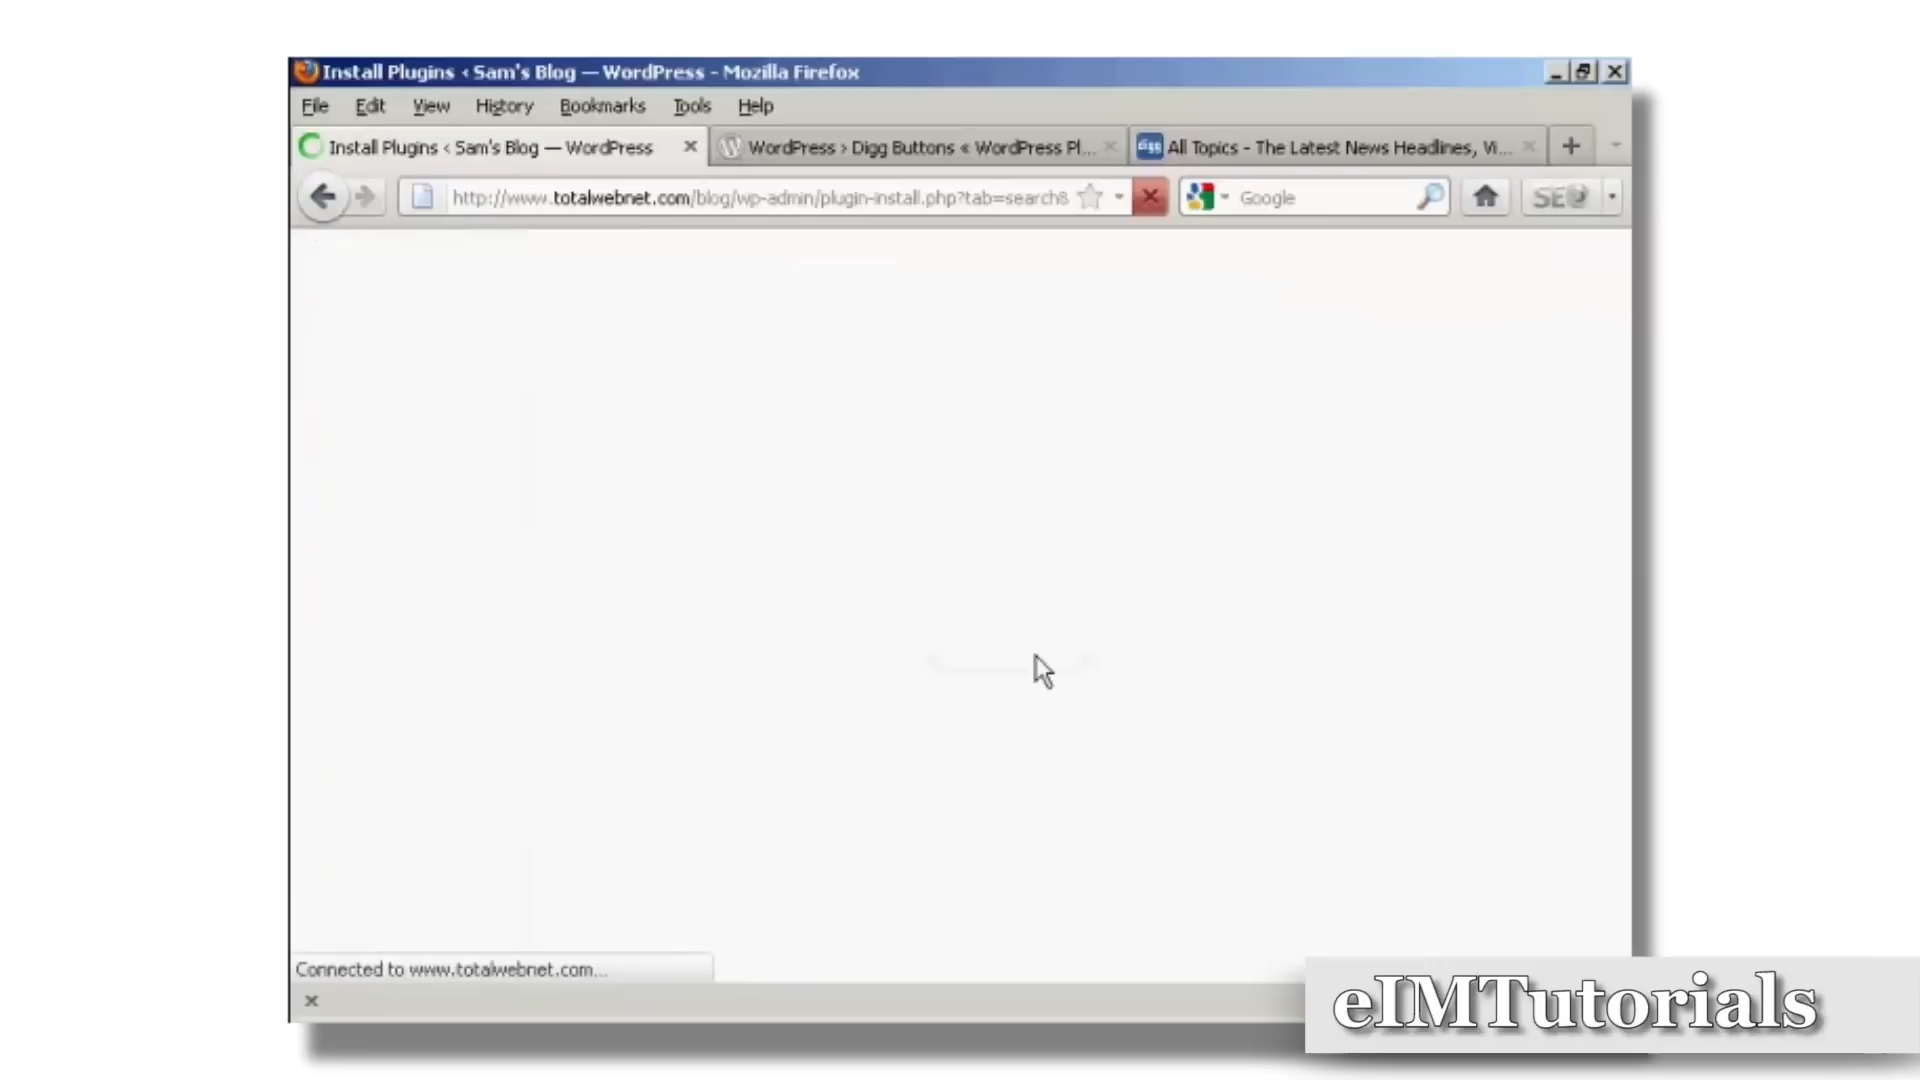 Install Plugins ‹ Sam's Blog — WordPress - Mozilla Firefox
File Edit View History Bookmarks Tools Help
Install Plugins ‹ Sam's Blog — WordPress
WordPress › Digg Buttons « WordPress Pl...
digg All Topics - The Latest News Headlines, Vi...
http://www.totalwebnet.com/blog/wp-admin/plugin-install.php?tab=search&
Google
SEO
Connected to www.totalwebnet.com...
eIMTutorials